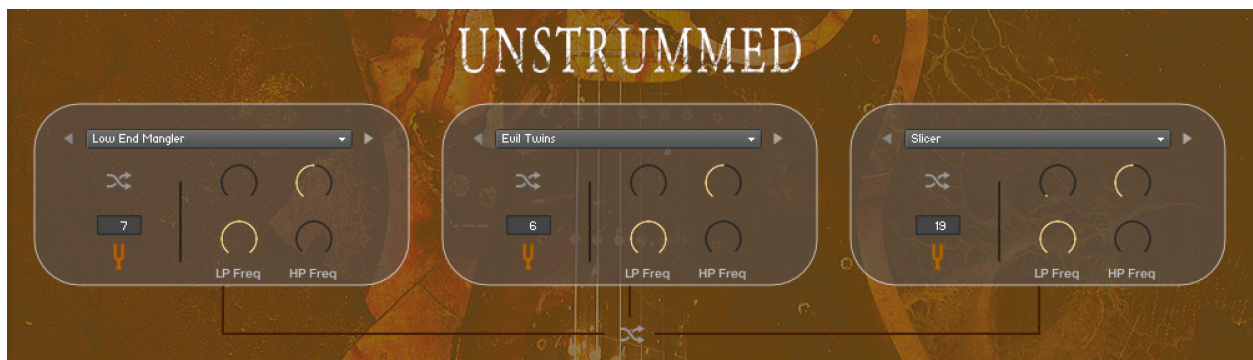 UNSTRUMMED
Low End Mangler
Evil Twins
Slicer
7
6
19
LP Freq HP Freq
LP Freq HP Freq
LP Freq HP Freq